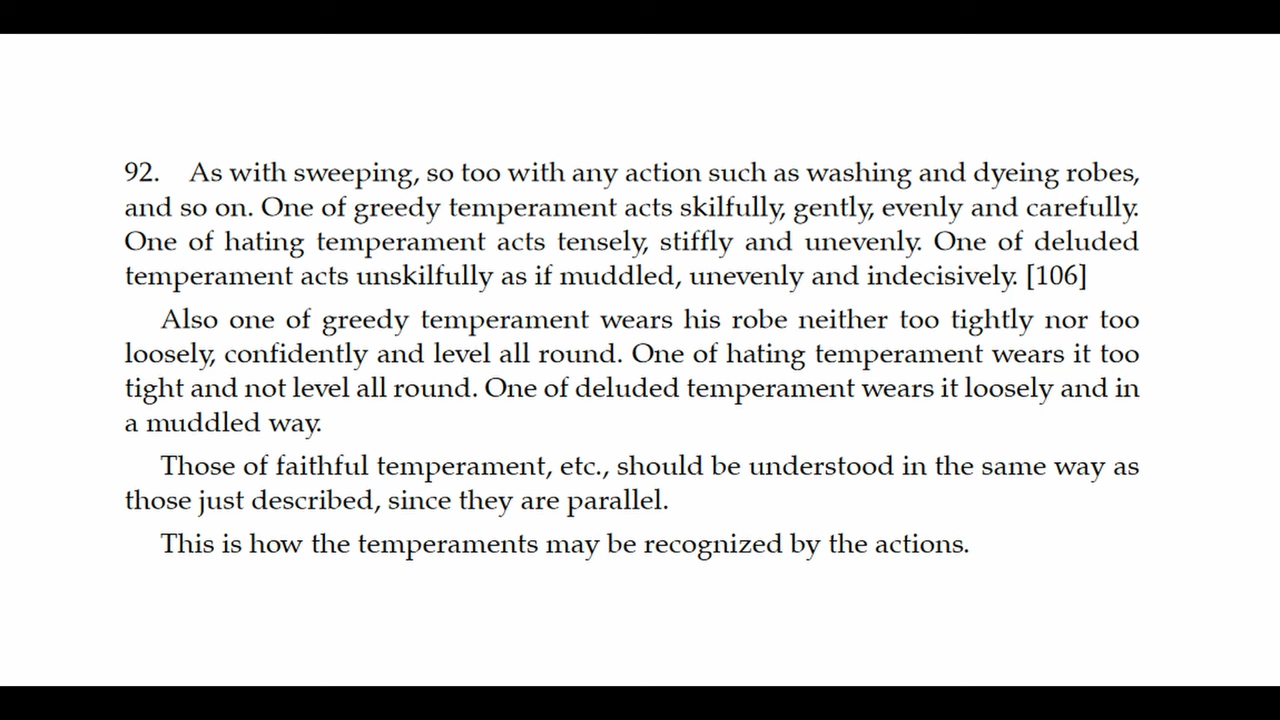 92. As with sweeping, so too with any action such as washing and dyeing robes,
and so on. One of greedy temperament acts skilfully, gently, evenly and carefully.
One of hating temperament acts tensely, stiffly and unevenly. One of deluded
temperament acts unskilfully as if muddled, unevenly and indecisively. [106]
Also one of greedy temperament wears his robe neither too tightly nor too
loosely, confidently and level all round. One of hating temperament wears it too
tight and not level all round. One of deluded temperament wears it loosely and in
a muddled way.
Those of faithful temperament, etc., should be understood in the same way as
those just described, since they are parallel.
This is how the temperaments may be recognized by the actions.